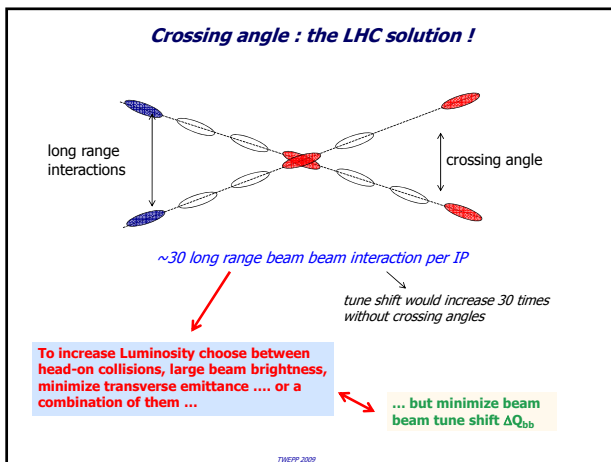 Crossing angle : the LHC solution !
long range
interactions
crossing angle
~30 long range beam beam interaction per IP
tune shift would increase 30 times
without crossing angles
To increase Luminosity choose between
head-on collisions, large beam brightness,
minimize transverse emittance .... or a
combination of them ...
... but minimize beam
beam tune shift ΔQbb
TWEPP 2009